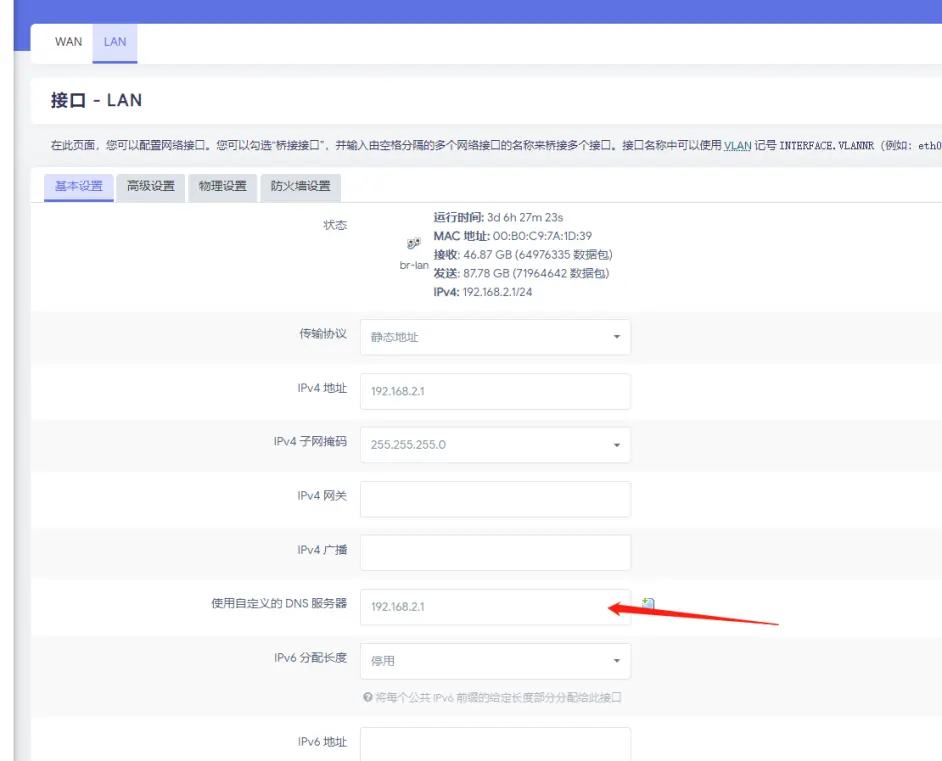 WAN LAN
接口 - LAN
在此页面，您可以配置网络接口。您可以勾选“桥接接口”，并输入由空格分隔的多个网络接口的名称来桥接多个接口。接口名称中可以使用 VLAN 记号 INTERFACE.VLANNR（例如：eth0
基本设置 高级设置 物理设置 防火墙设置
状态
br-lan
运行时间: 3d 6h 27m 23s
MAC 地址: 00:B0:C9:7A:1D:39
接收: 46.87 GB (64976335 数据包)
发送: 87.78 GB (71964642 数据包)
IPv4: 192.168.2.1/24
传输协议 静态地址
IPv4 地址 192.168.2.1
IPv4 子网掩码 255.255.255.0
IPv4 网关
IPv4 广播
使用自定义的 DNS 服务器 192.168.2.1
IPv6 分配长度 停用
将每个公共 IPv6 前缀的给定长度部分分配给此接口
IPv6 地址